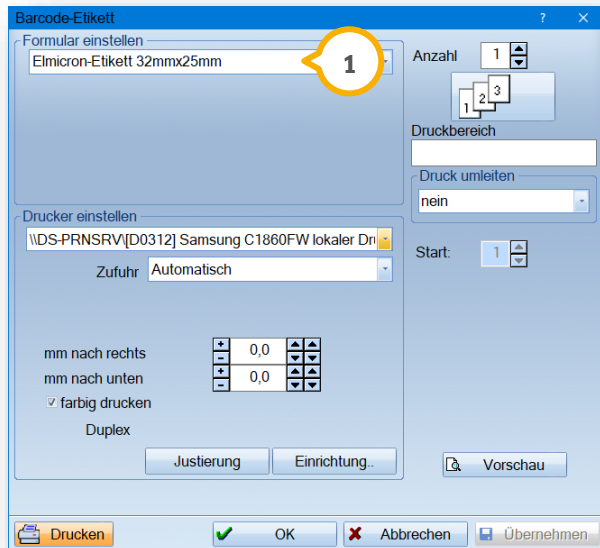 Barcode-Etikett ? ×
Formular einstellen
Elmicron-Etikett 32mmx25mm
1
Anzahl 1
1 2 3
Druckbereich
Druck umleiten
nein
Drucker einstellen
\\DS-PRNSRV\[D0312] Samsung C1860FW lokaler Dru
Zufuhr Automatisch
Start: 1
mm nach rechts + - 0,0
mm nach unten + - 0,0
farbig drucken
Duplex
Justierung Einrichtung..
Vorschau
Drucken OK Abbrechen Übernehmen